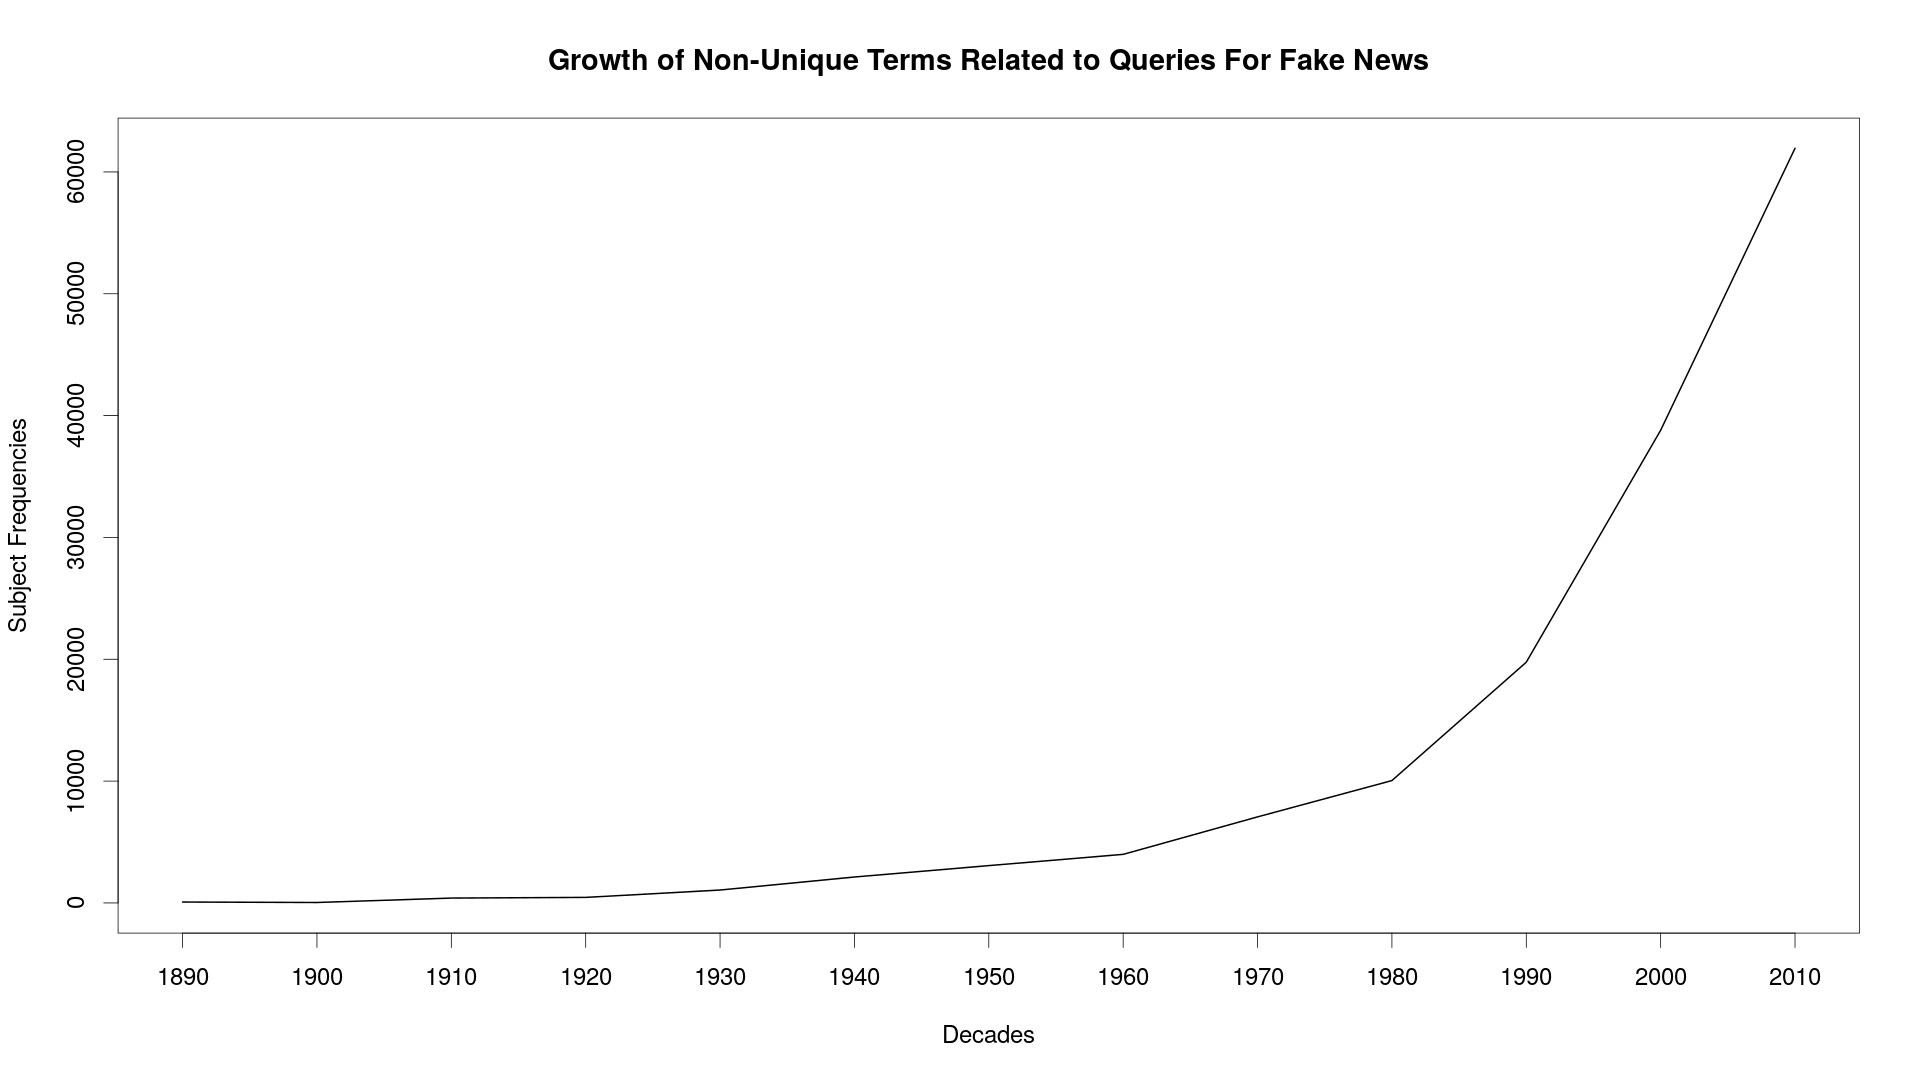 Growth of Non-Unique Terms Related to Queries For Fake News
Subject Frequencies
60000
50000
40000
30000
20000
10000
0
1890 1900 1910 1920 1930 1940 1950 1960 1970 1980 1990 2000 2010
Decades